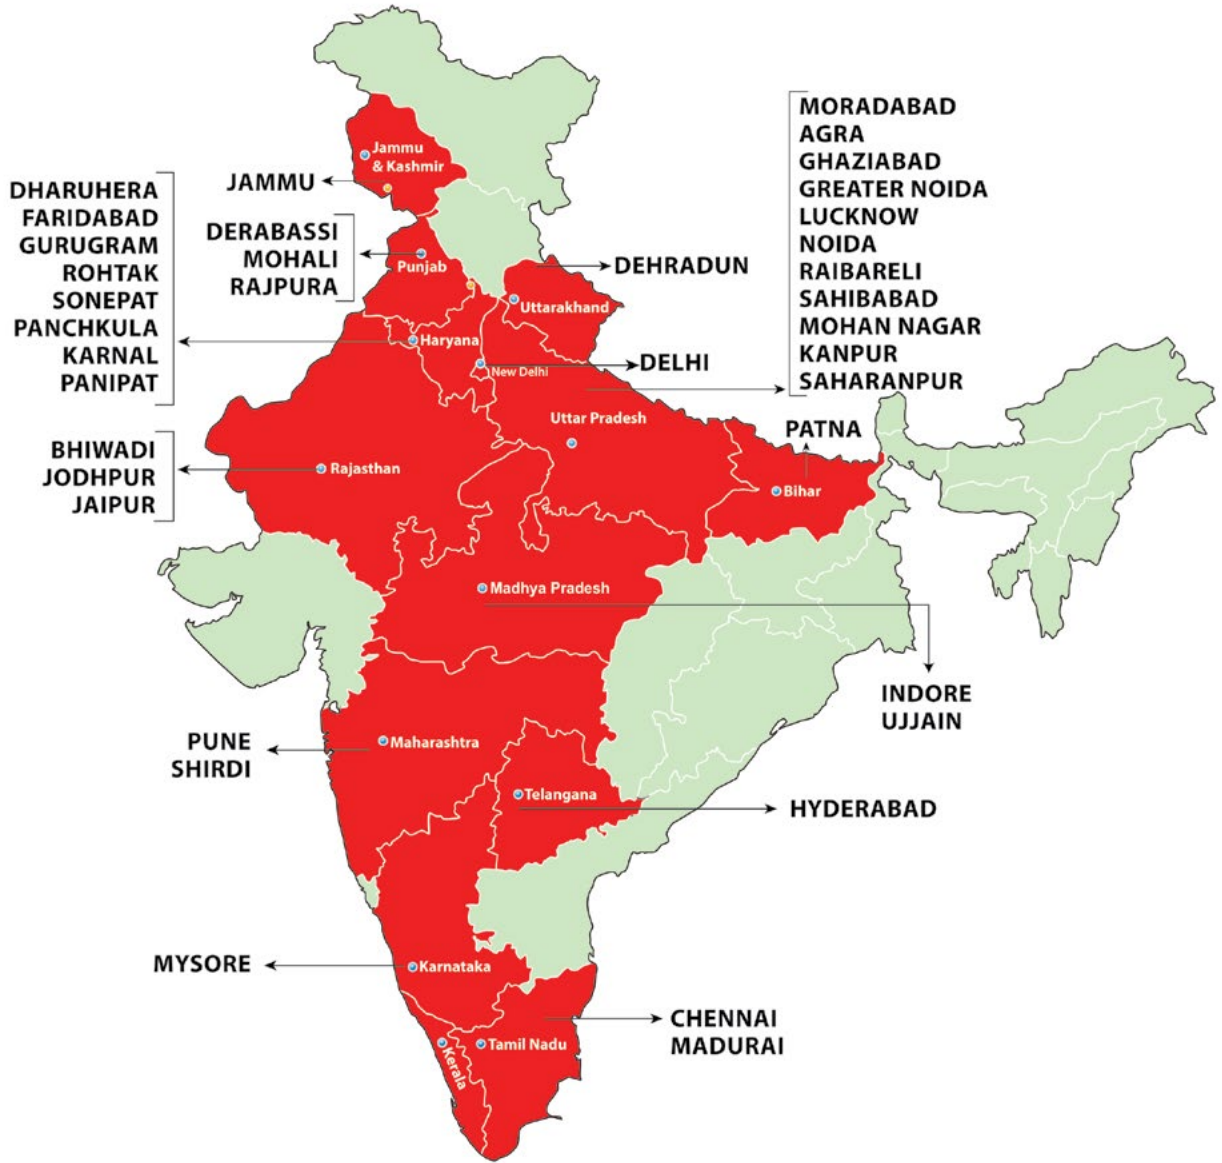 MORADABAD
AGRA
GHAZIABAD
GREATER NOIDA
LUCKNOW
NOIDA
RAIBARELI
SAHIBABAD
MOHAN NAGAR
KANPUR
SAHARANPUR
Jammu
& Kashmir
JAMMU
DHARUHERA
FARIDABAD
GURUGRAM
ROHTAK
SONEPAT
PANCHKULA
KARNAL
PANIPAT
DERABASSI
MOHALI
RAJPURA
Punjab
DEHRADUN
Uttarakhand
Haryana
New Delhi
DELHI
Uttar Pradesh
PATNA
Bihar
BHIWADI
JODHPUR
JAIPUR
Rajasthan
Madhya Pradesh
INDORE
UJJAIN
PUNE
SHIRDI
Maharashtra
Telangana
HYDERABAD
MYSORE
Karnataka
CHENNAI
MADURAI
Tamil Nadu
Kerala